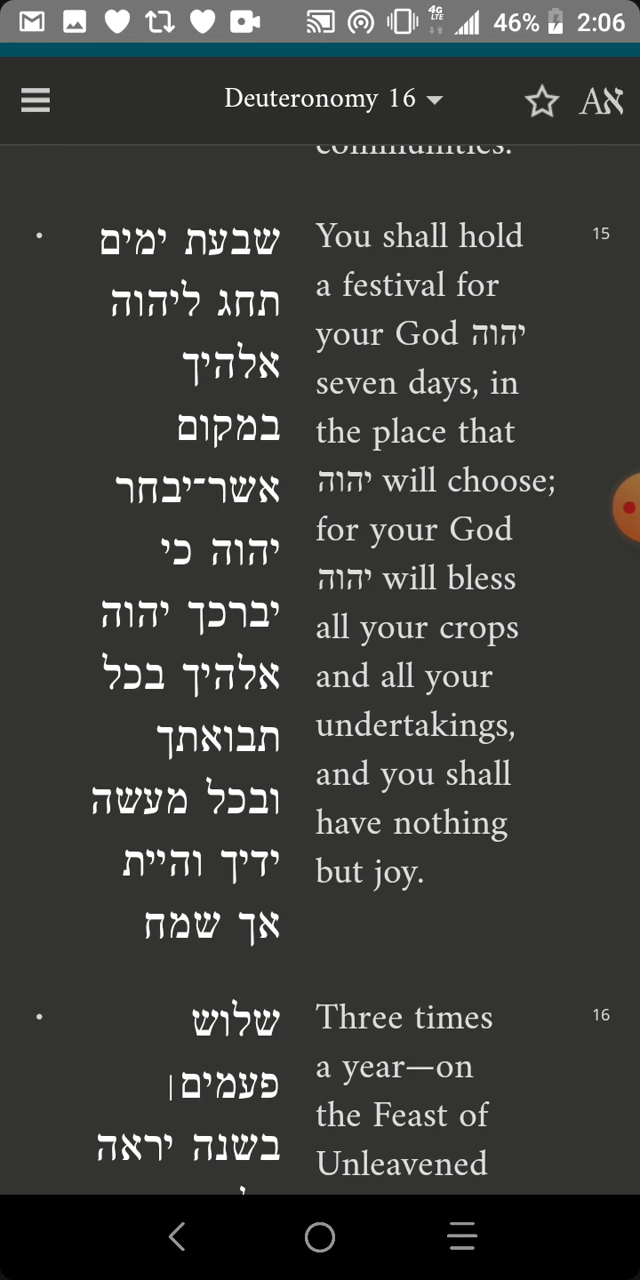 4G
LTE
46%
2:06
Deuteronomy 16
Aא
communities.
שבעת ימים
תחג ליהוה
אלהיך
במקום
אשר־יבחר
יהוה כי
יברכך יהוה
אלהיך בכל
תבואתך
ובכל מעשה
ידיך והיית
אך שמח
You shall hold
a festival for
your God יהוה
seven days, in
the place that
יהוה will choose;
for your God
יהוה will bless
all your crops
and all your
undertakings,
and you shall
have nothing
but joy.
15
שלוש
פעמים ׀
בשנה יראה
Three times
a year—on
the Feast of
Unleavened
16